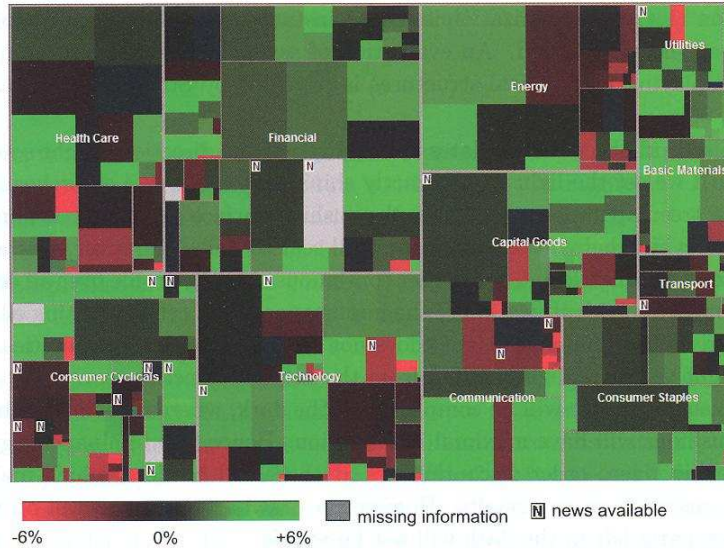 N
Utilities
Energy
Health Care
Financial
N
N
Basic Materials
N
Capital Goods
N
N
N
Transport
N
N
N
N
N
Consumer Cyclicals
N
N
N
Technology
N
N
Communication
Consumer Staples
N
N
N
N
-6%
0%
+6%
missing information
N news available